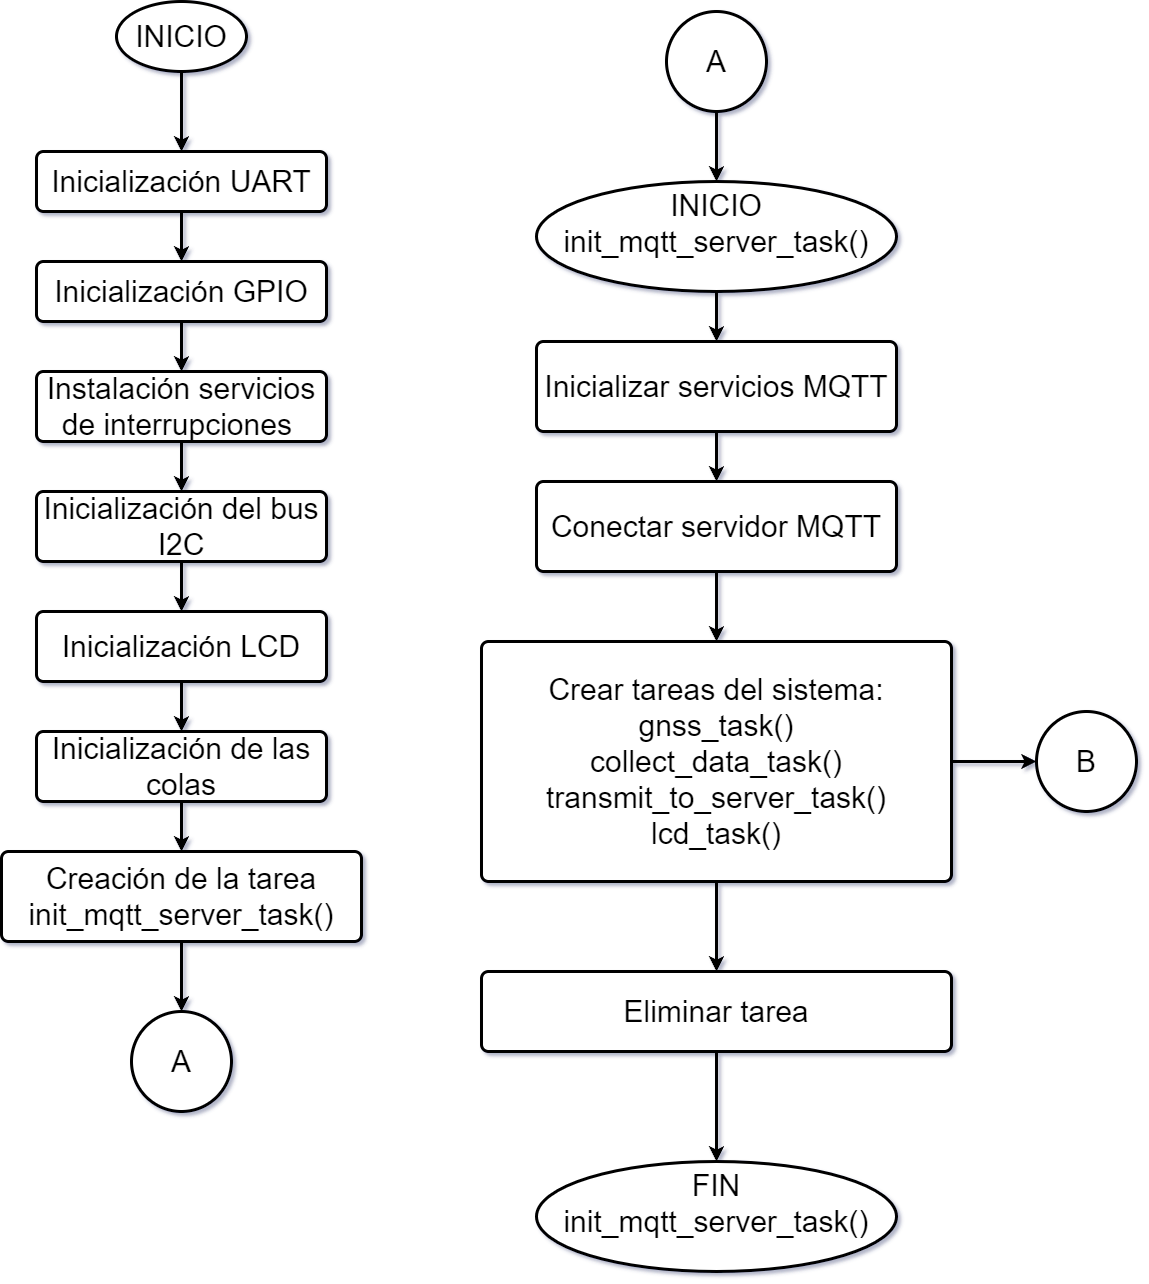 INICIO
Inicialización UART
Inicialización GPIO
Instalación servicios
de interrupciones
Inicialización del bus
I2C
Inicialización LCD
Inicialización de las
colas
Creación de la tarea
init_mqtt_server_task()
A
A
INICIO
init_mqtt_server_task()
Inicializar servicios MQTT
Conectar servidor MQTT
Crear tareas del sistema:
gnss_task()
collect_data_task()
transmit_to_server_task()
lcd_task()
B
Eliminar tarea
FIN
init_mqtt_server_task()